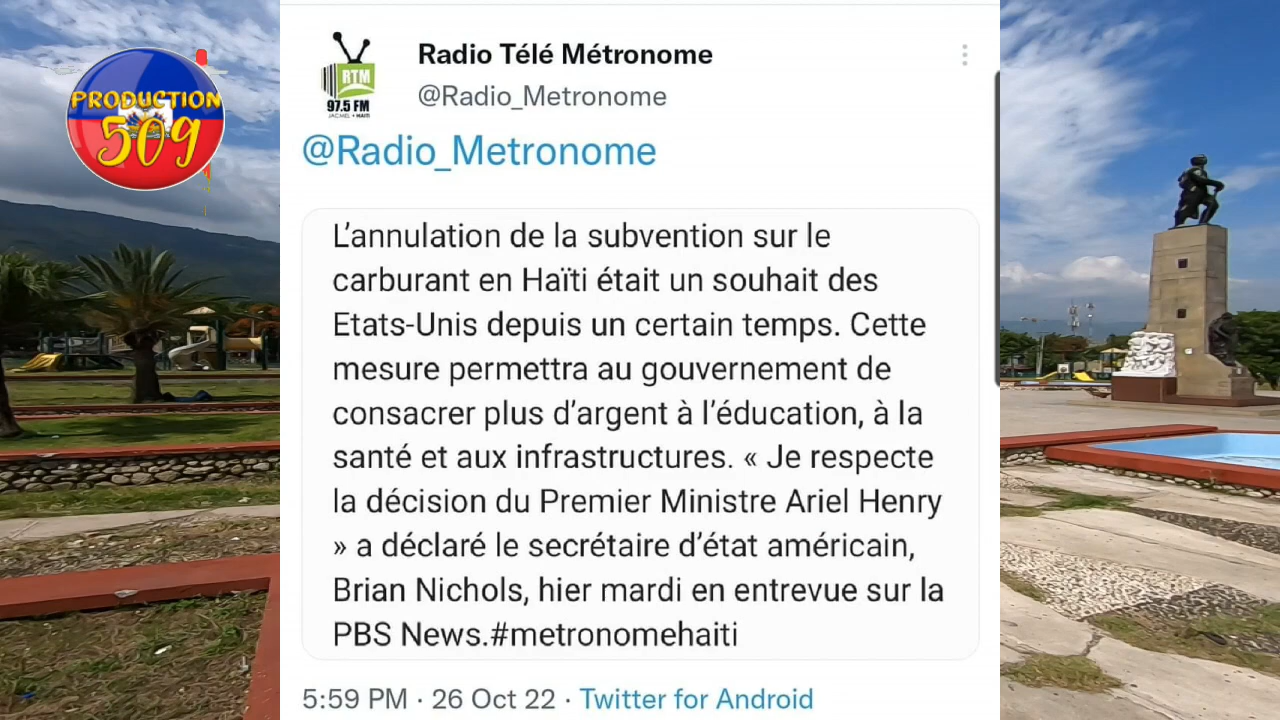 PRODUCTION
509
RTM
97.5 FM
JACMEL • HAITI
Radio Télé Métronome
@Radio_Metronome
@Radio_Metronome
L’annulation de la subvention sur le
carburant en Haïti était un souhait des
Etats-Unis depuis un certain temps. Cette
mesure permettra au gouvernement de
consacrer plus d’argent à l’éducation, à la
santé et aux infrastructures. « Je respecte
la décision du Premier Ministre Ariel Henry
» a déclaré le secrétaire d’état américain,
Brian Nichols, hier mardi en entrevue sur la
PBS News.#metronomehaiti
5:59 PM · 26 Oct 22 · Twitter for Android